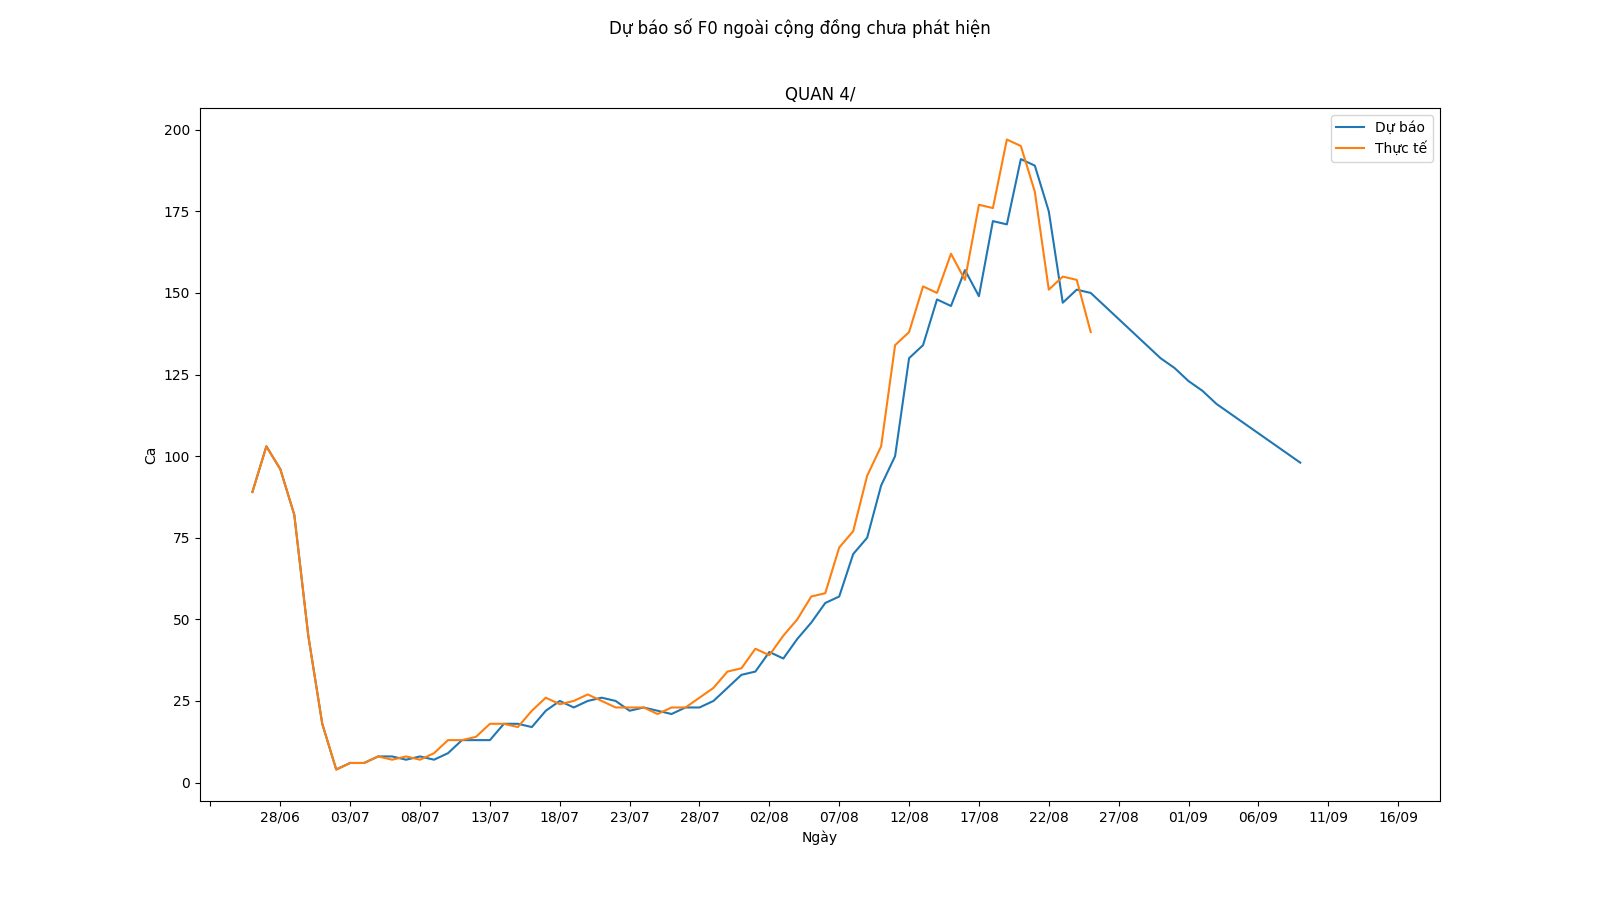 Dự báo số F0 ngoài cộng đồng chưa phát hiện
QUAN 4/
Dự báo
Thực tế
200
175
150
125
100
75
50
25
0
Ca
28/06 03/07 08/07 13/07 18/07 23/07 28/07 02/08 07/08 12/08 17/08 22/08 27/08 01/09 06/09 11/09 16/09
Ngày